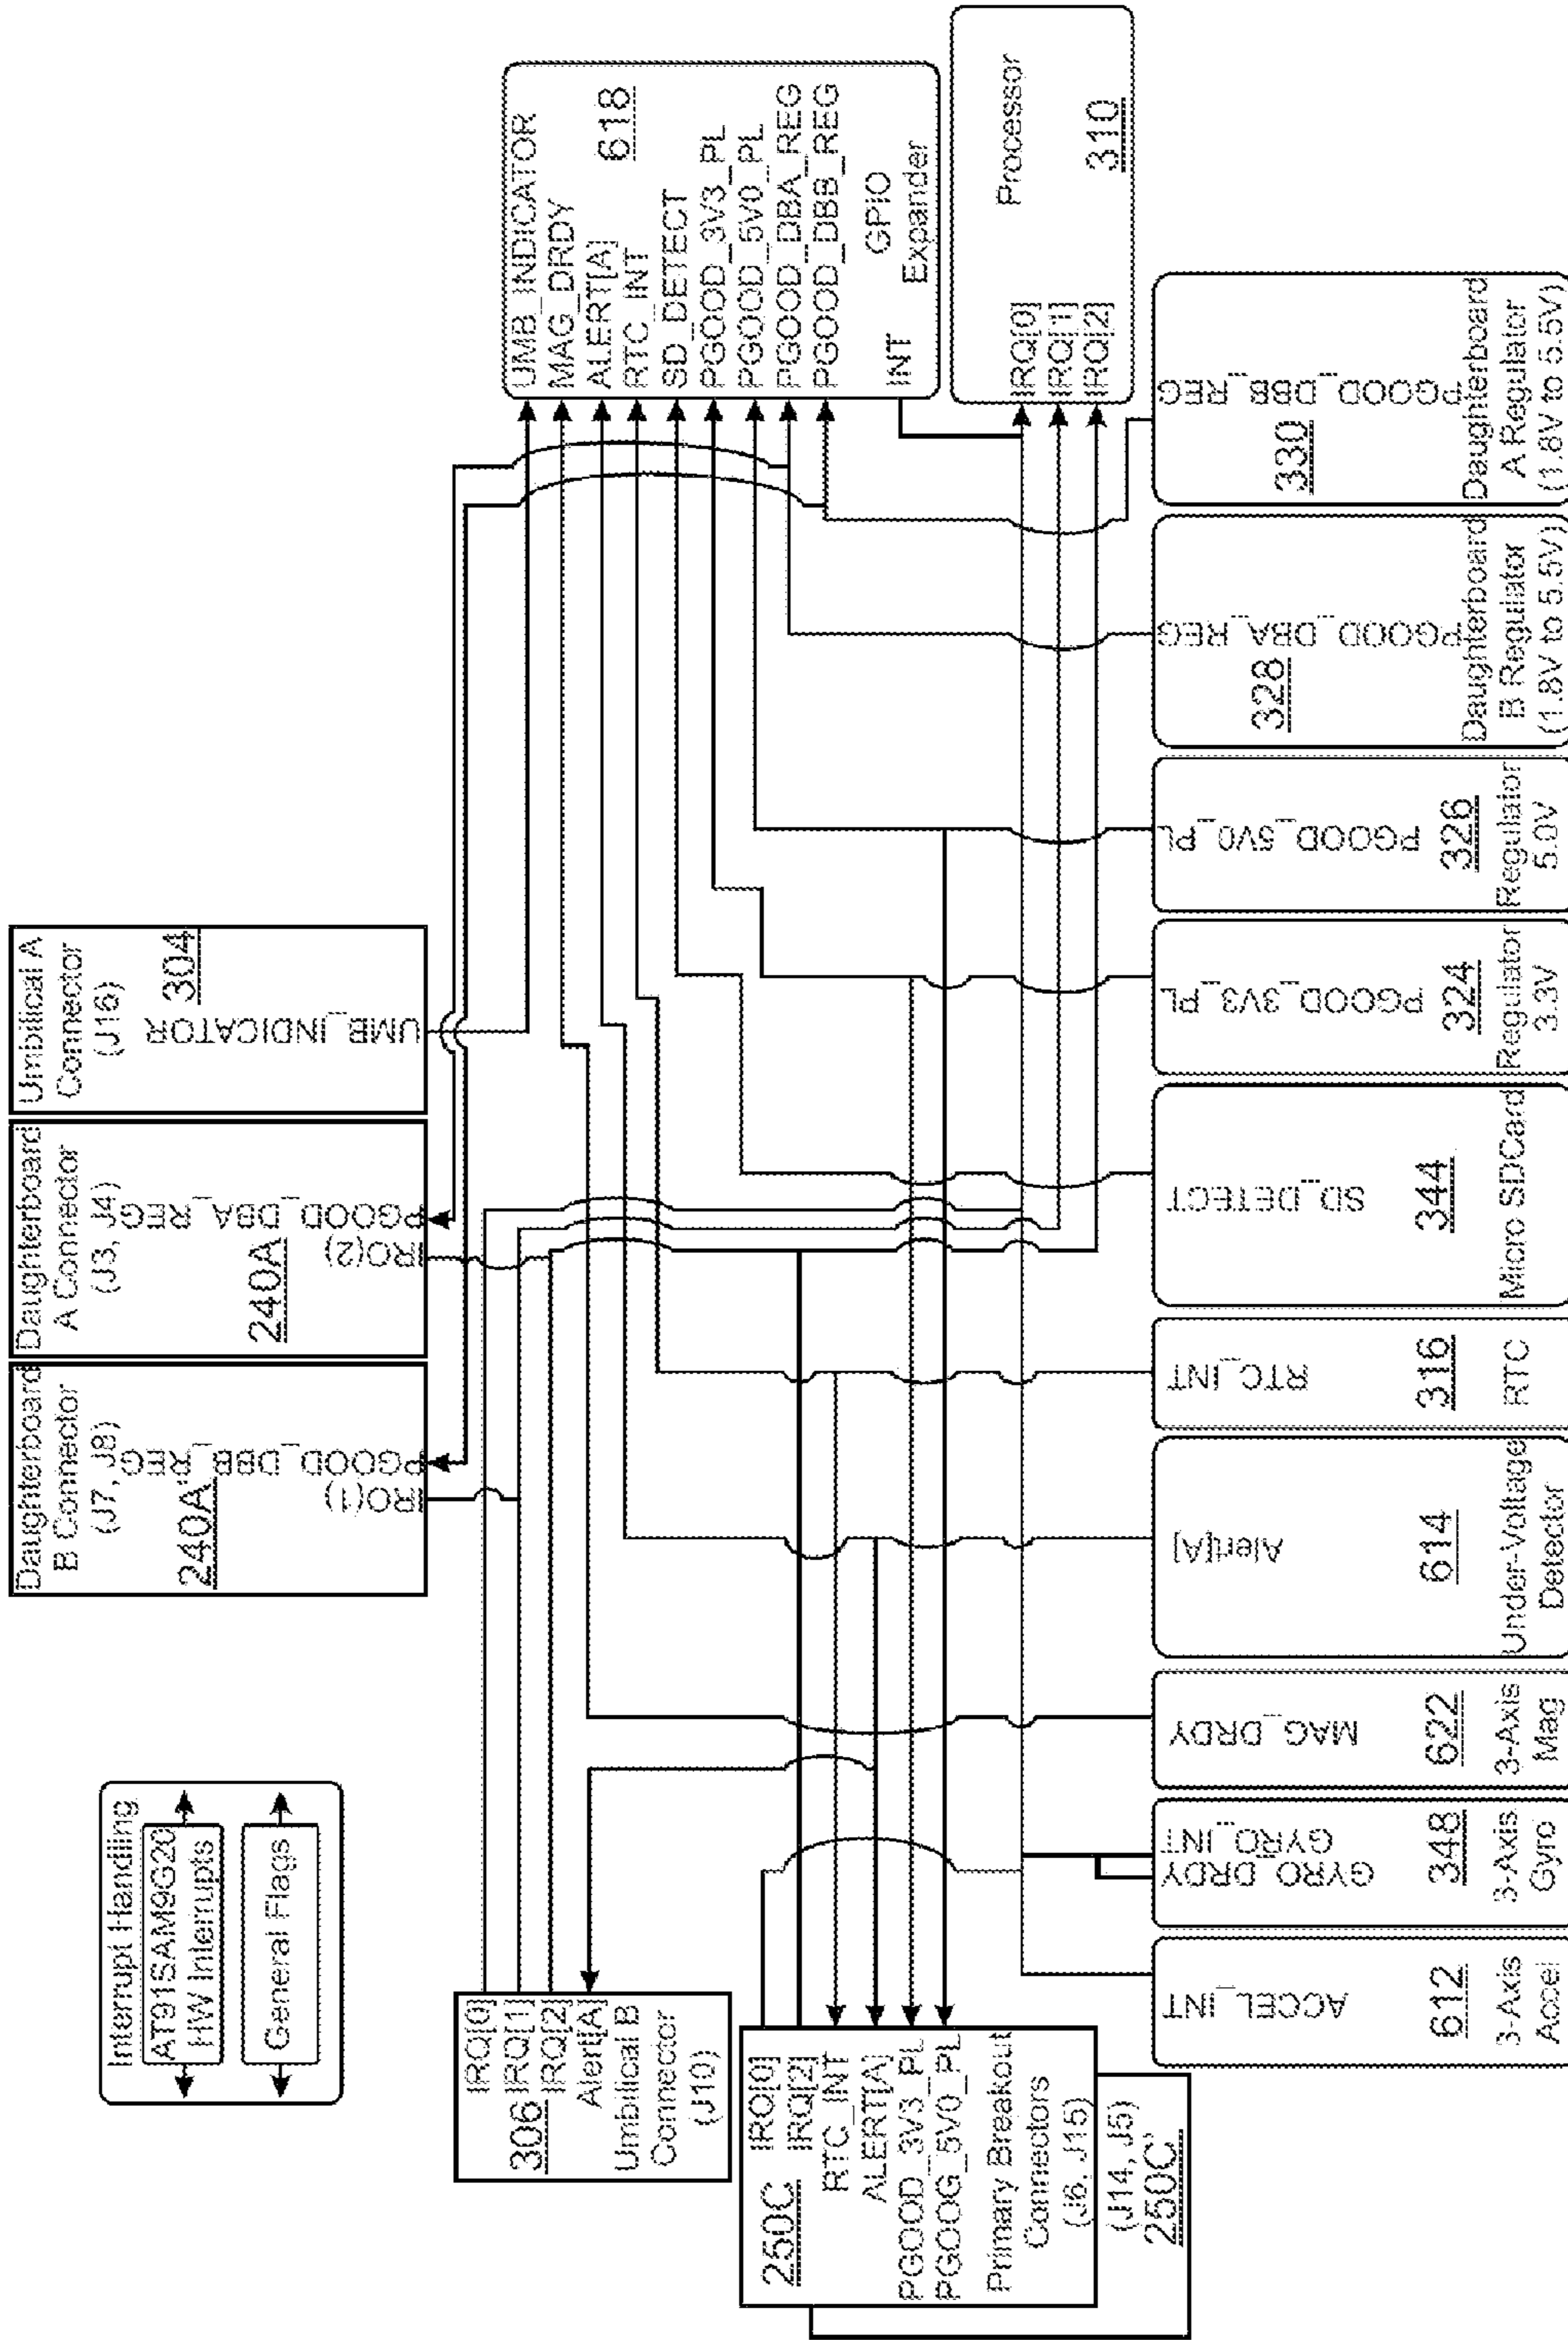 Interrupt Handling
AT91SAM9G20
HW Interrupts
General Flags
Daughterboard
B Connector
(J7, J8)
240A'
PGOOD_DBB_REG
IRO(1)
Daughterboard
A Connector
(J3, J4)
240A
PGOOD_DBA_REG
IRO(2)
Umbilical A
Connector
(J16)
304
UMB_INDICATOR
IRQ[0]
IRQ[1]
IRQ[2]
306
Alert[A]
Umbilical B
Connector
(J10)
250C
IRQ[0]
IRQ[2]
RTC_INT
ALERT[A]
PGOOD_3V3_PL
PGOOG_5V0_PL
Primary Breakout
Connectors
(J6, J15)
(J14, J5)
250C'
UMB_INDICATOR
MAG_DRDY
ALERT[A]
RTC_INT
618
SD_DETECT
PGOOD_3V3_PL
PGOOD_5V0_PL
PGOOD_DBA_REG
PGOOD_DBB_REG
GPIO
Expander
INT
Processor
310
IRQ[0]
IRQ[1]
IRQ[2]
ACCEL_INT
612
3-Axis
Accel
GYRO_INT
GYRO_DRDY
348
3-Axis
Gyro
MAG_DRDY
622
3-Axis
Mag
Alert[A]
614
Under-Voltage
Detector
RTC_INT
316
RTC
SD_DETECT
344
Micro SDCard
PGOOD_3V3_PL
324
Regulator
3.3V
PGOOD_5V0_PL
326
Regulator
5.0V
PGOOD_DBA_REG
328
Daughterboard
B Regulator
(1.8V to 5.5V)
PGOOD_DBB_REG
330
Daughterboard
A Regulator
(1.8V to 5.5V)